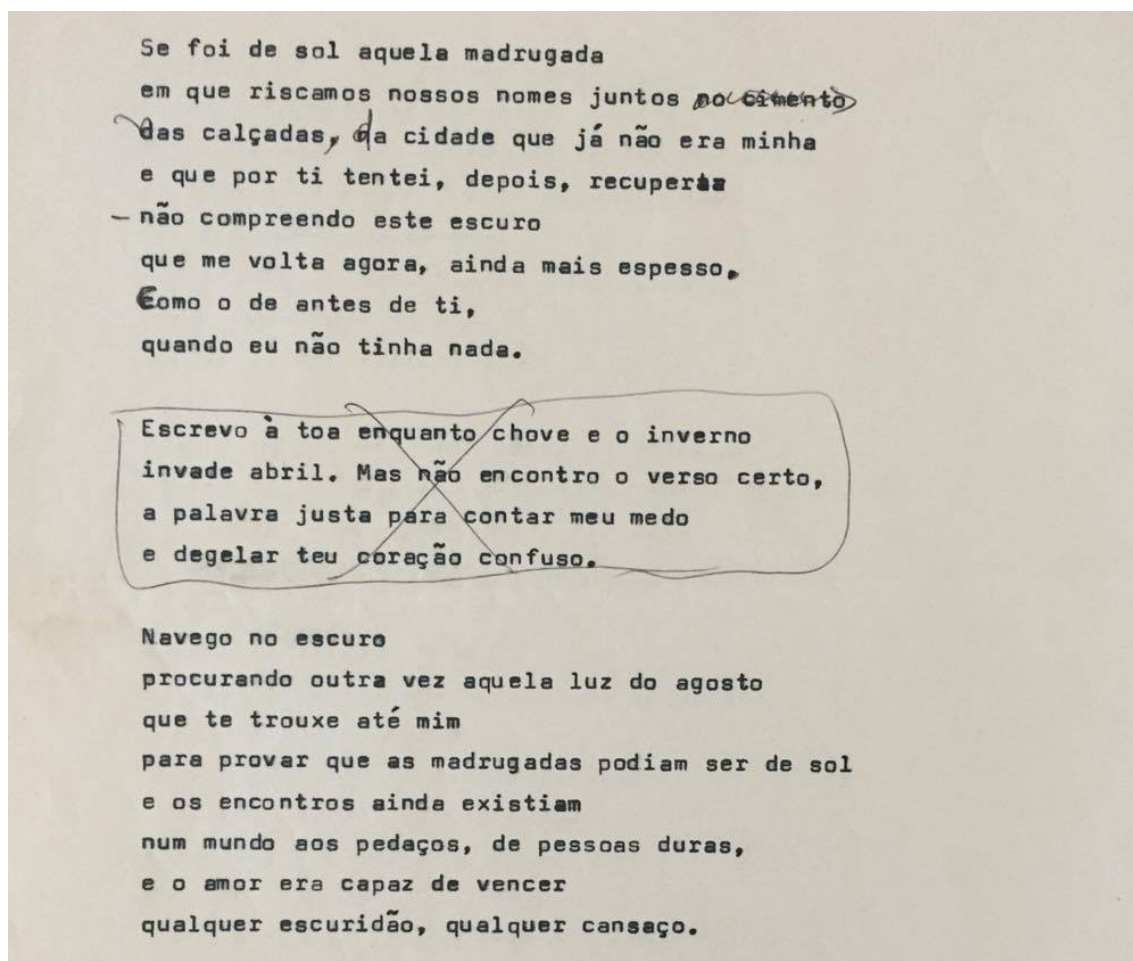 Se foi de sol aquela madrugada
em que riscamos nossos nomes juntos no cimento
das calçadas, da cidade que já não era minha
e que por ti tentei, depois, recuperar
— não compreendo este escuro
que me volta agora, ainda mais espesso.
Como o de antes de ti,
quando eu não tinha nada.

Escrevo à toa enquanto chove e o inverno
invade abril. Mas não encontro o verso certo,
a palavra justa para contar meu medo
e degelar teu coração confuso.

Navego no escuro
procurando outra vez aquela luz do agosto
que te trouxe até mim
para provar que as madrugadas podiam ser de sol
e os encontros ainda existiam
num mundo aos pedaços, de pessoas duras,
e o amor era capaz de vencer
qualquer escuridão, qualquer cansaço.